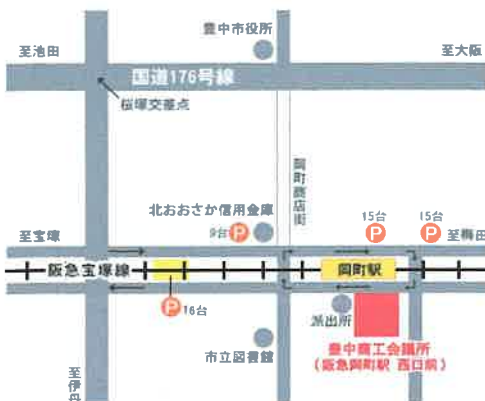 豊中市役所
至池田
至大阪
国道176号線
桜塚交差点
岡町商店街
北おおさか信用金庫
9台
P
15台
P
15台
P
至宝塚
至梅田
阪急宝塚線
岡町駅
P
16台
派出所
市立図書館
豊中商工会議所
(阪急岡町駅 西口前)
至伊丹